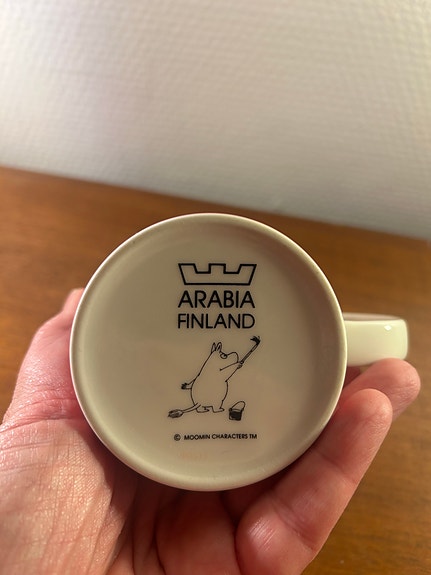 ARABIA
FINLAND
© MOOMIN CHARACTERS TM